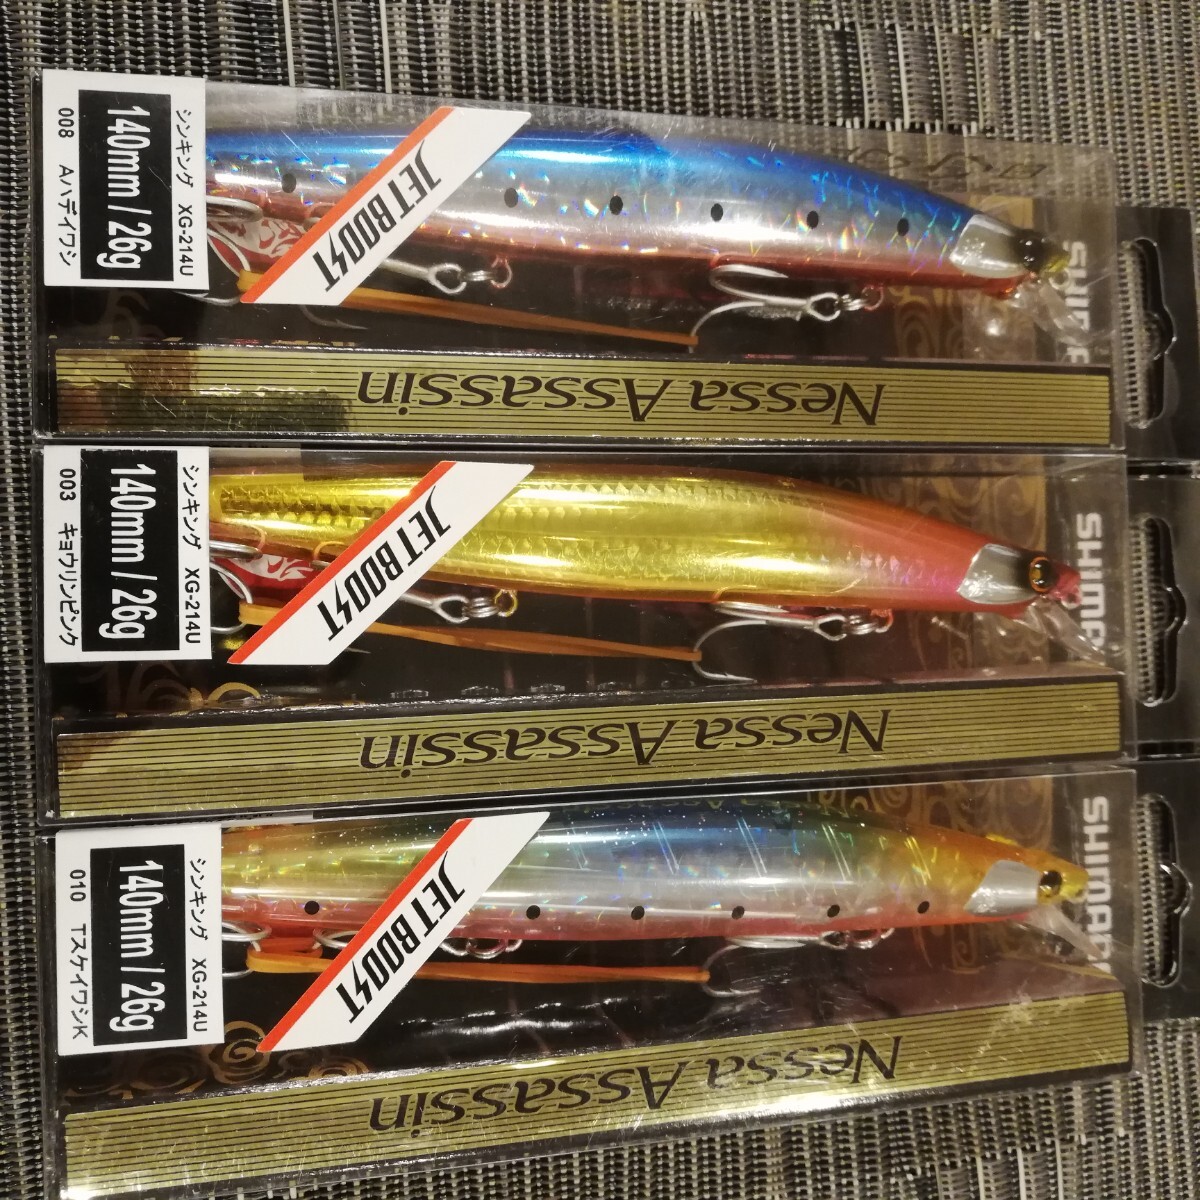 シンキング XG-214U
140mm / 26g
008 Aハデイワシ
JET BOOST
SHIMANO
Nessa Assassin
シンキング XG-214U
140mm / 26g
003 キョウリンピンク
JET BOOST
SHIMANO
Nessa Assassin
シンキング XG-214U
140mm / 26g
010 TスケイワシK
JET BOOST
SHIMANO
Nessa Assassin